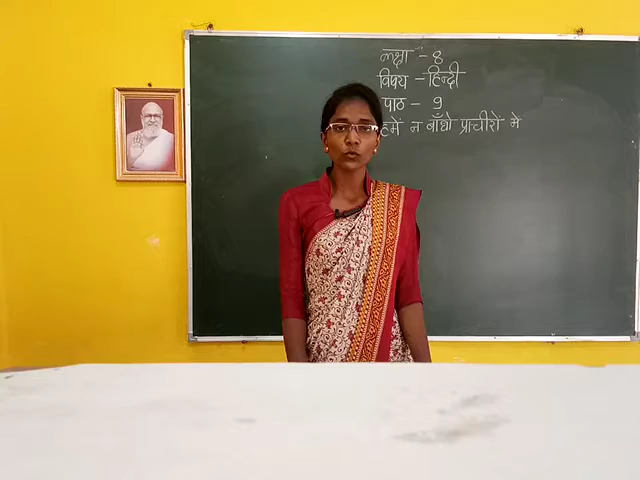 कक्षा - 8
विषय - हिन्दी
पाठ - 9
हमें न बाँधो प्राचीरों में